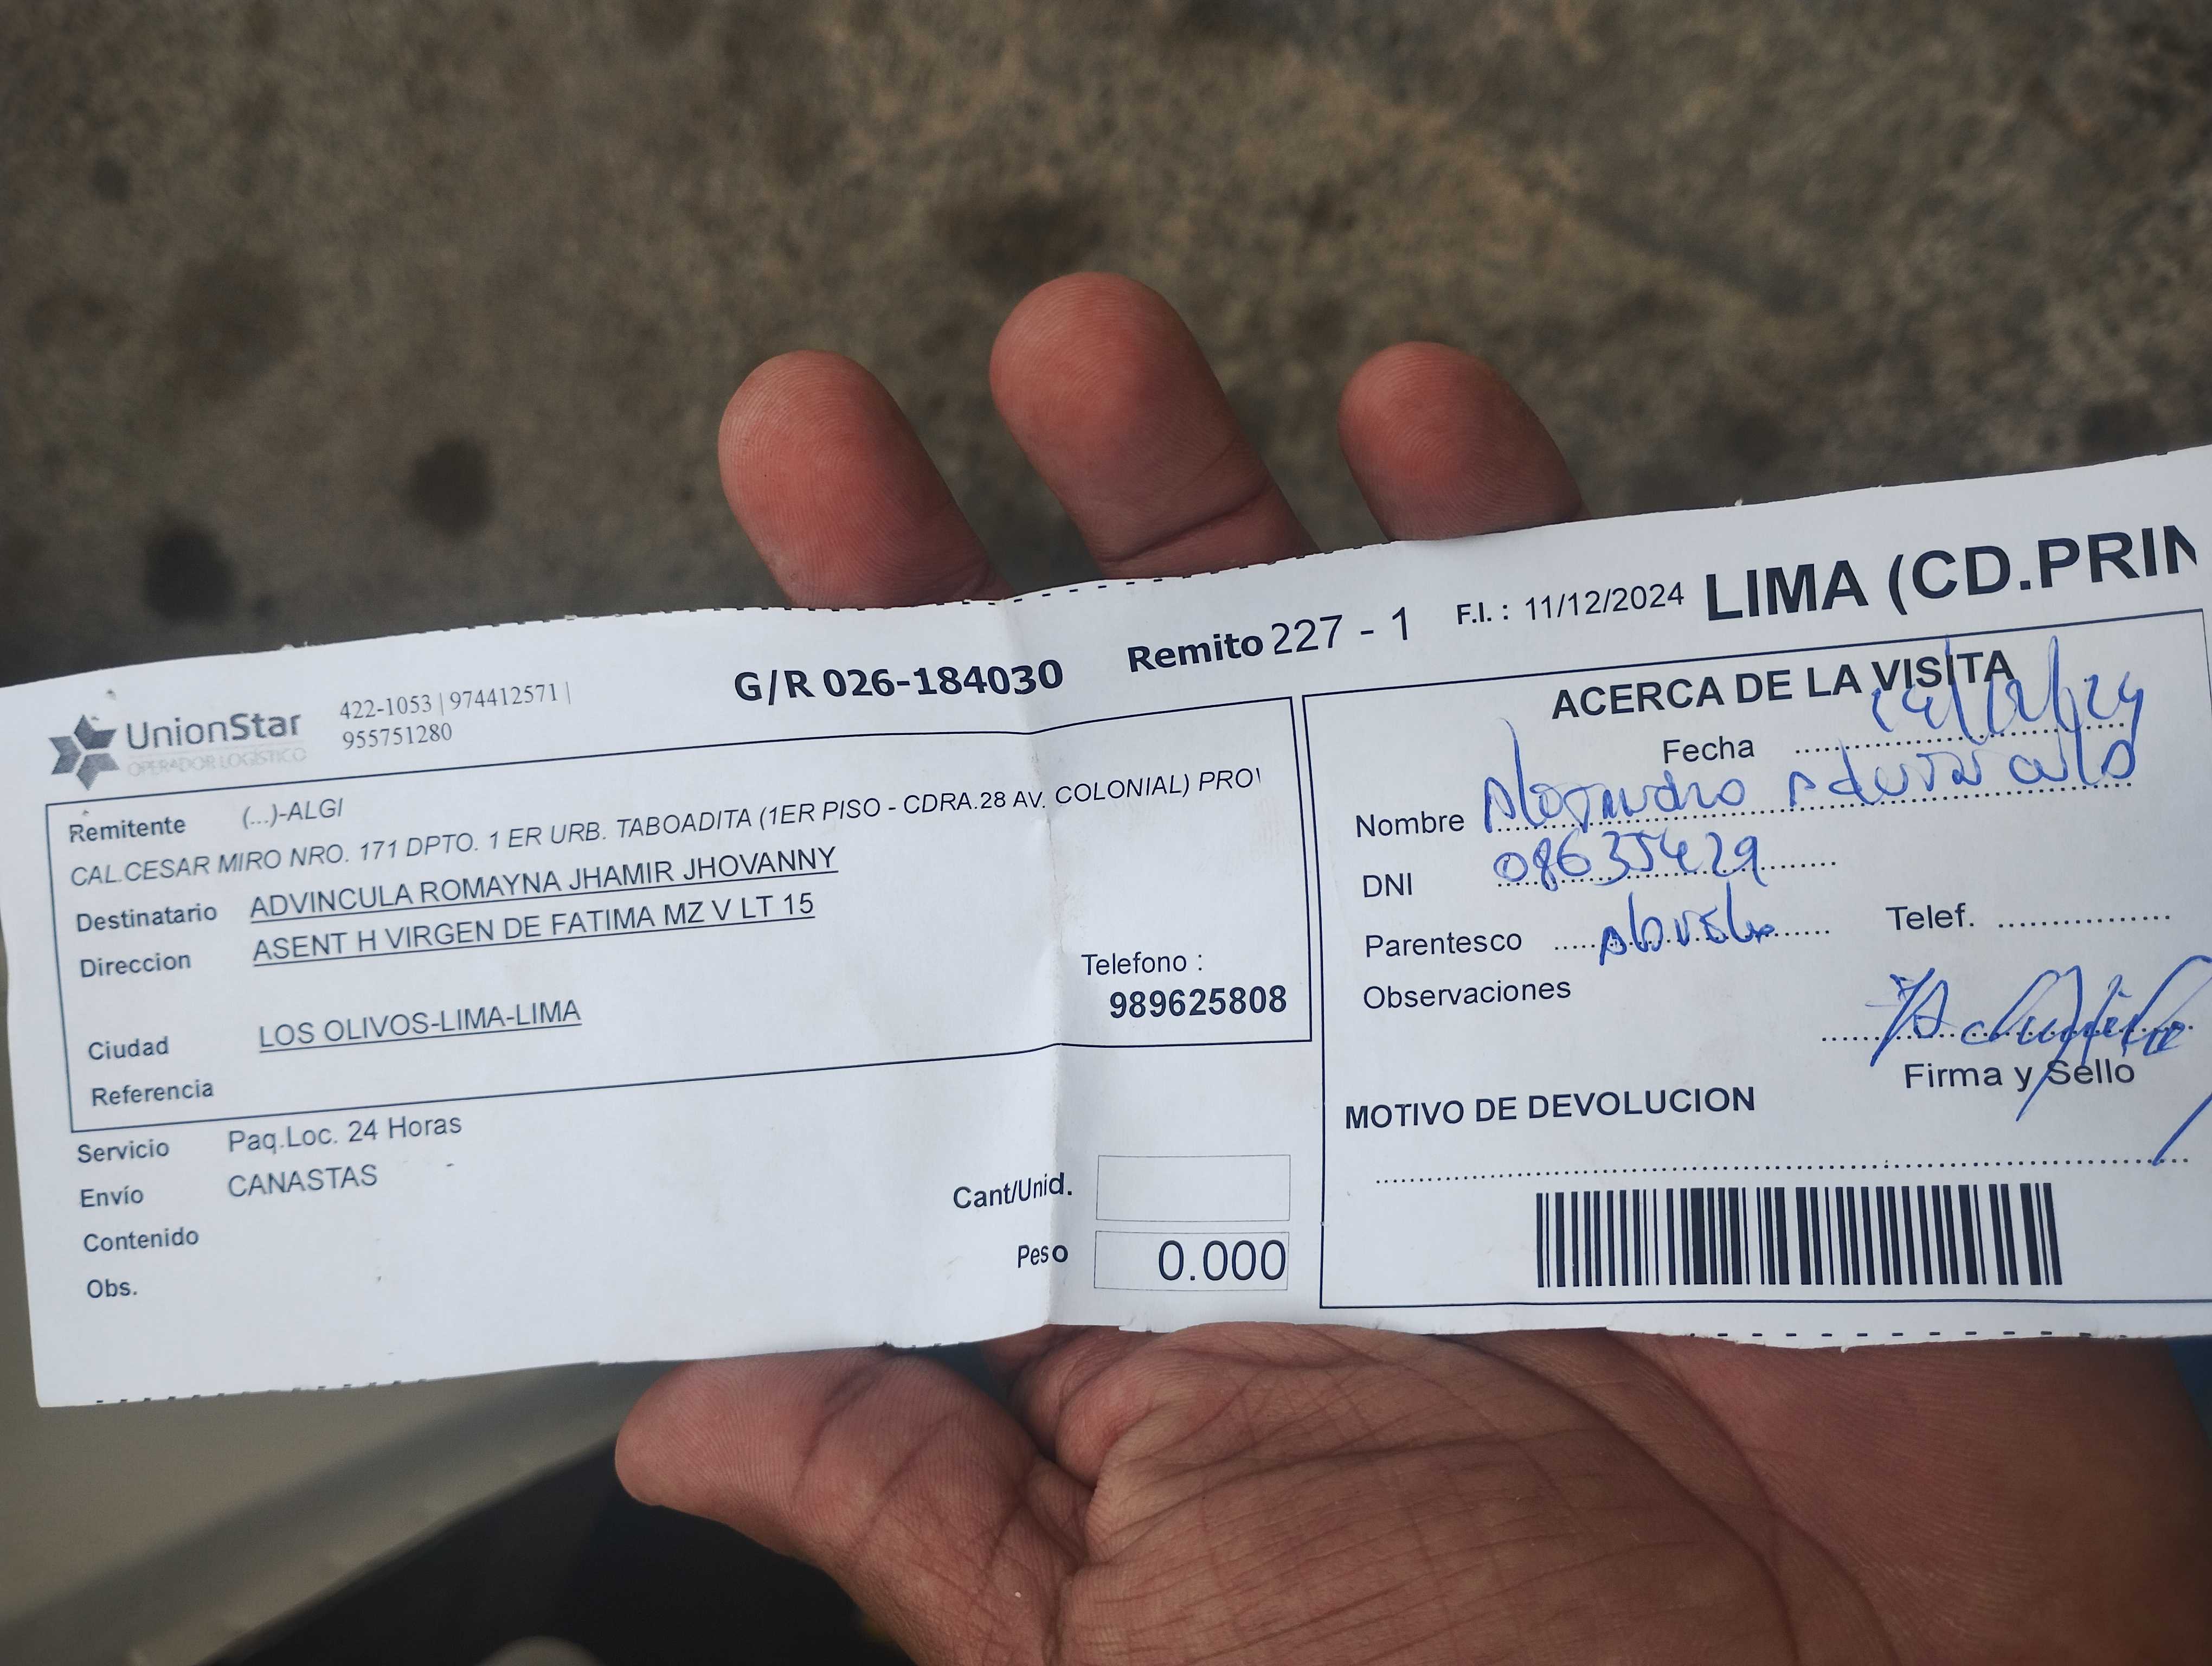 UnionStar
OPERADOR LOGÍSTICO
422-1053 | 974412571 |
955751280
G/R 026-184030
Remito 227 - 1
F.I. : 11/12/2024
LIMA (CD.PRIN
Remitente (...)-ALGI
CAL.CESAR MIRO NRO. 171 DPTO. 1 ER URB. TABOADITA (1ER PISO - CDRA.28 AV. COLONIAL) PRO
Destinatario ADVINCULA ROMAYNA JHAMIR JHOVANNY
Direccion ASENT H VIRGEN DE FATIMA MZ V LT 15
Telefono :
989625808
Ciudad LOS OLIVOS-LIMA-LIMA
Referencia
Servicio Paq.Loc. 24 Horas
Envío CANASTAS -
Contenido
Obs.
Cant/Unid.
Peso 0.000
ACERCA DE LA VISITA
Fecha
Nombre
DNI 08635429
Parentesco
Telef.
Observaciones
Firma y Sello
MOTIVO DE DEVOLUCION